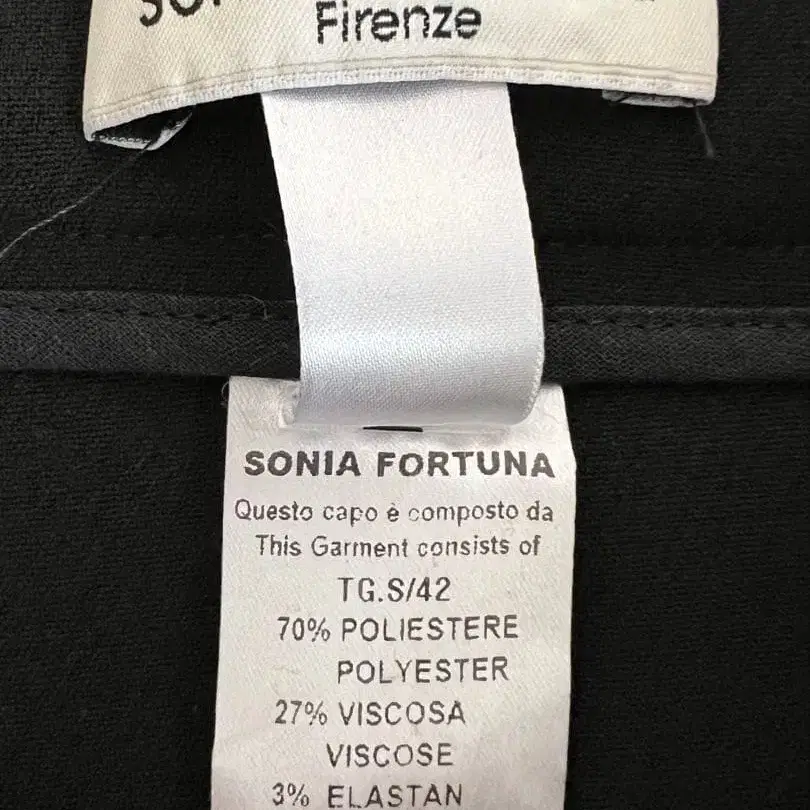 Firenze
SONIA FORTUNA
Questo capo è composto da
This Garment consists of
TG.S/42
70% POLIESTERE
POLYESTER
27% VISCOSA
VISCOSE
3% ELASTAN